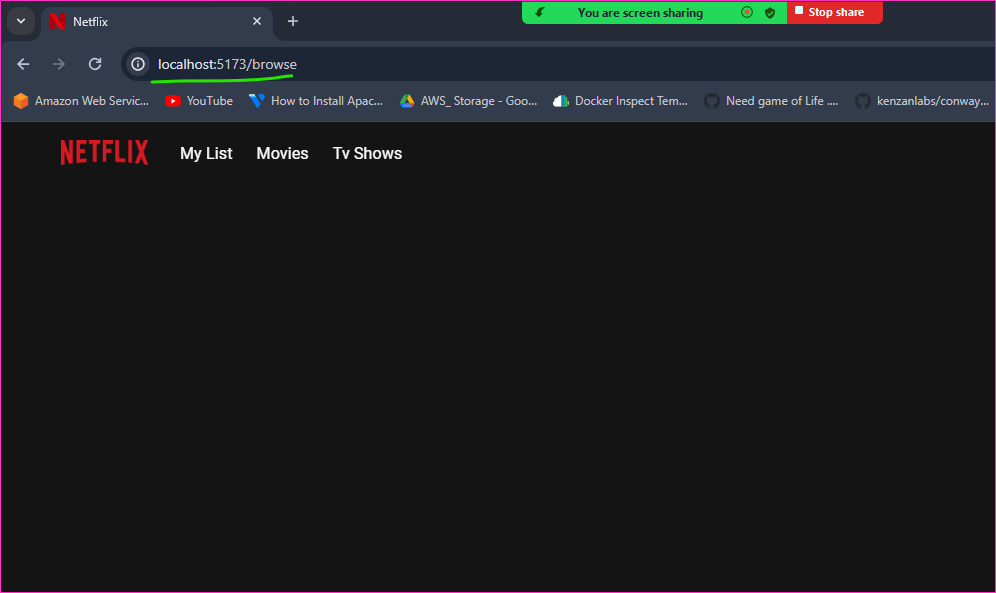 Netflix
You are screen sharing
Stop share
localhost:5173/browse
Amazon Web Servic...
YouTube
How to Install Apac...
AWS_ Storage - Goo...
Docker Inspect Tem...
Need game of Life ....
kenzanlabs/conway...
NETFLIX
My List
Movies
Tv Shows